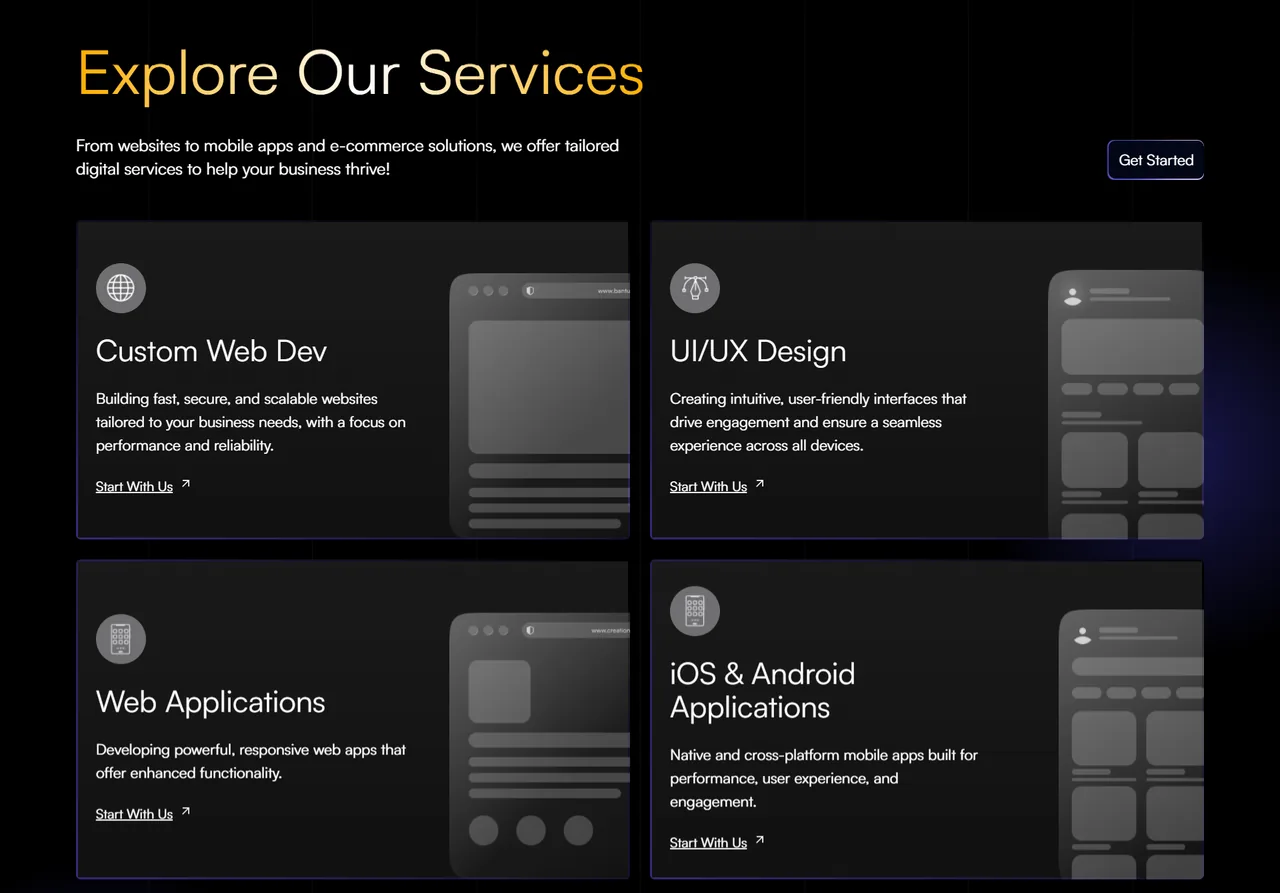 Explore Our Services
From websites to mobile apps and e-commerce solutions, we offer tailored
digital services to help your business thrive!
Get Started
Custom Web Dev
Building fast, secure, and scalable websites
tailored to your business needs, with a focus on
performance and reliability.
Start With Us
www.bantu
UI/UX Design
Creating intuitive, user-friendly interfaces that
drive engagement and ensure a seamless
experience across all devices.
Start With Us
Web Applications
Developing powerful, responsive web apps that
offer enhanced functionality.
Start With Us
www.creation
iOS & Android
Applications
Native and cross-platform mobile apps built for
performance, user experience, and
engagement.
Start With Us